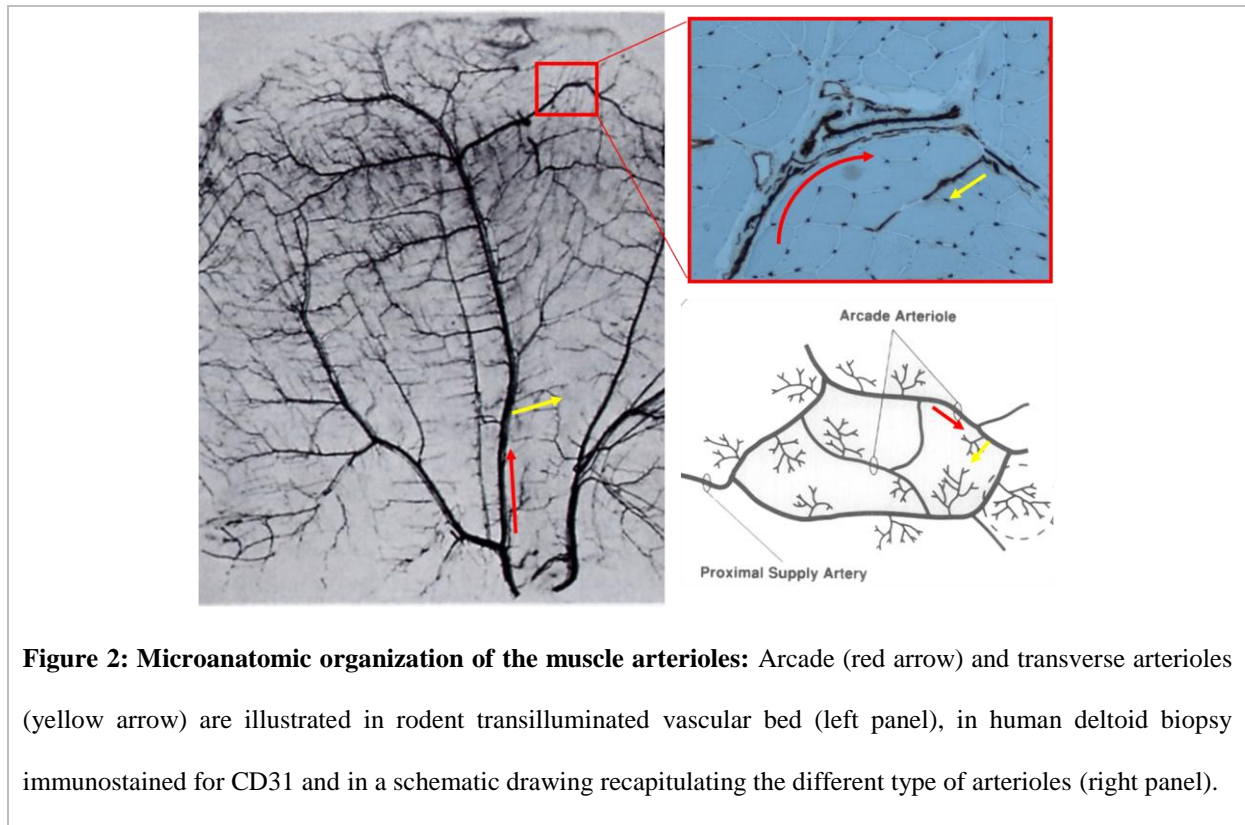 Arcade Arteriole
Proximal Supply Artery
Figure 2: Microanatomic organization of the muscle arterioles: Arcade (red arrow) and transverse arterioles
(yellow arrow) are illustrated in rodent transilluminated vascular bed (left panel), in human deltoid biopsy
immunostained for CD31 and in a schematic drawing recapitulating the different type of arterioles (right panel).